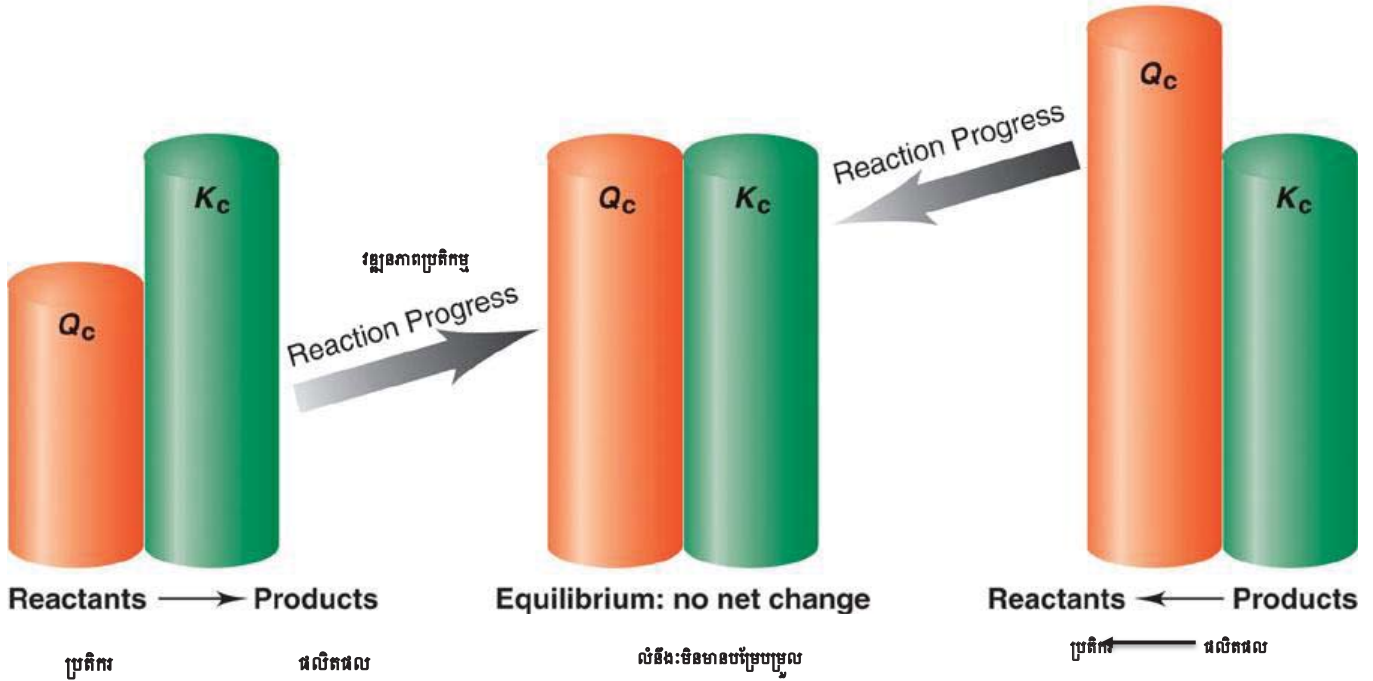 Qc
Kc
Reactants ⟶ Products
ប្រតិករ ផលិតផល
វឌ្ឍនភាពប្រតិកម្ម
Reaction Progress
Qc Kc
Equilibrium: no net change
លំនឹង:មិនមានបម្រែបម្រួល
Reaction Progress
Qc
Kc
Reactants ⟵ Products
ប្រតិករ ផលិតផល